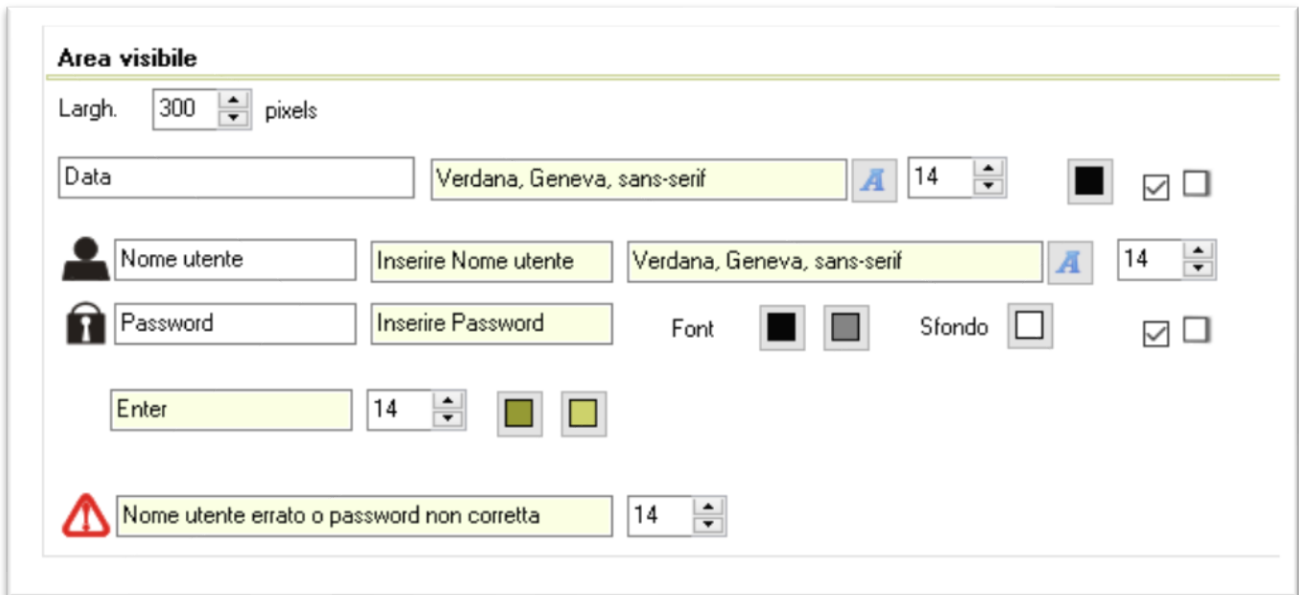 Area visibile
Largh. 300 pixels
Data Verdana, Geneva, sans-serif A 14
Nome utente Inserire Nome utente Verdana, Geneva, sans-serif A 14
Password Inserire Password Font Sfondo
Enter 14
Nome utente errato o password non corretta 14